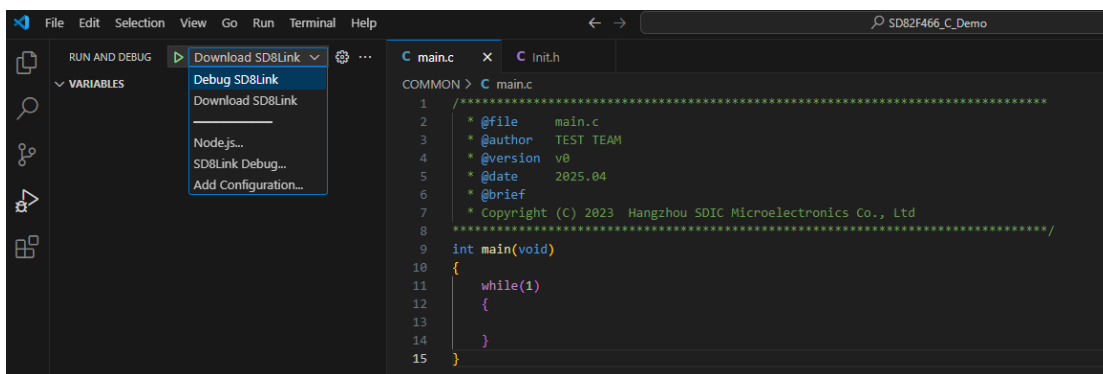 File Edit Selection View Go Run Terminal Help
SD82F466_C_Demo
RUN AND DEBUG Download SD8Link
C main.c X C Init.h
VARIABLES
Debug SD8Link
Download SD8Link
Node.js...
SD8Link Debug...
Add Configuration...
COMMON > C main.c
1 /********************************************************************************
2 * @file main.c
3 * @author TEST TEAM
4 * @version v0
5 * @date 2025.04
6 * @brief
7 * Copyright (C) 2023 Hangzhou SDIC Microelectronics Co., Ltd
8 *********************************************************************************/
9 int main(void)
10 {
11 while(1)
12 {
13
14 }
15 }